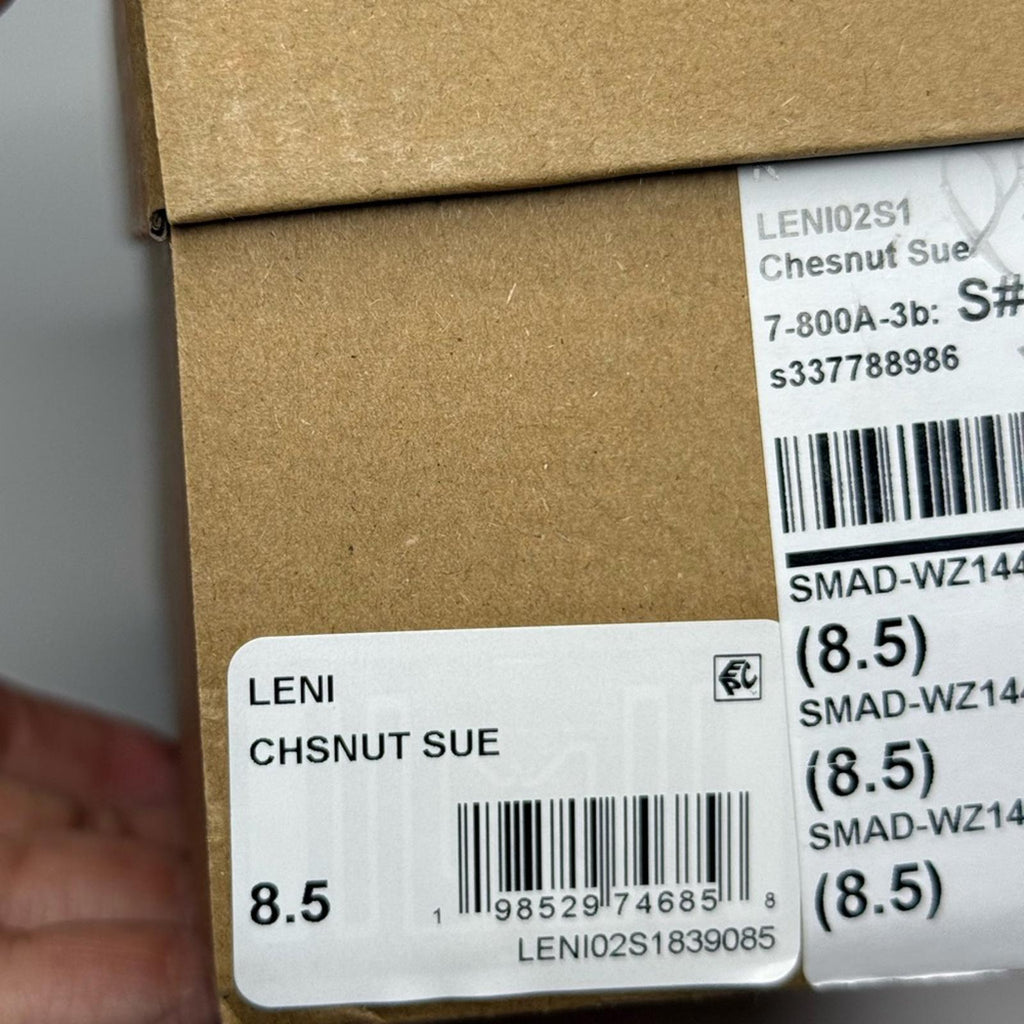 LENI02S1
Chesnut Sue
7-800A-3b: S#
s337788986
SMAD-WZ144
(8.5)
SMAD-WZ144
(8.5)
SMAD-WZ14
(8.5)
LENI
EPC
CHSNUT SUE
8.5
1 98529 74685 8
LENI02S1839085